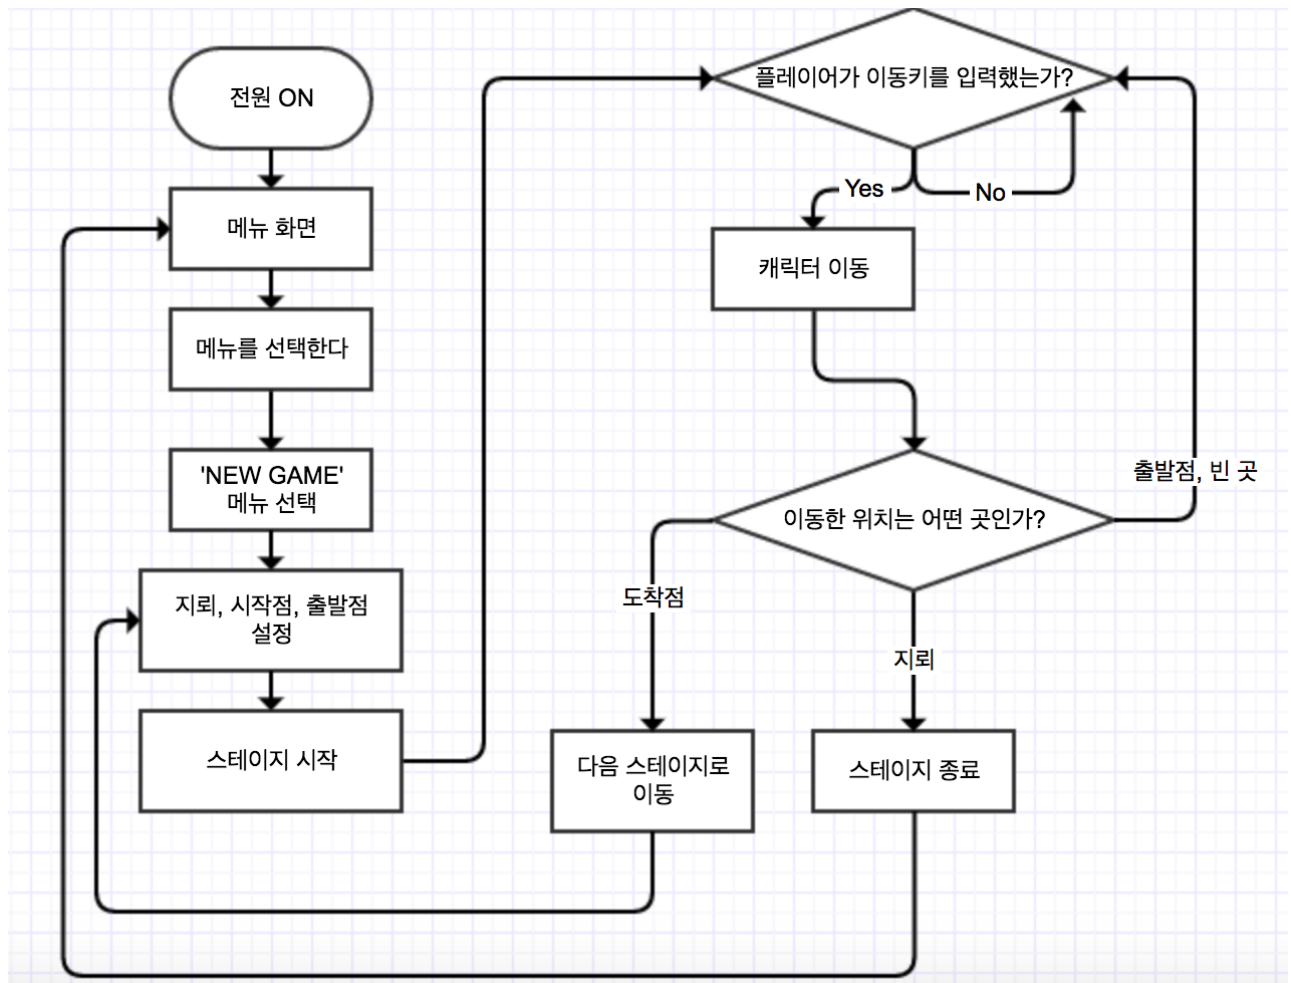 전원 ON
메뉴 화면
메뉴를 선택한다
'NEW GAME'
메뉴 선택
지뢰, 시작점, 출발점
설정
스테이지 시작
플레이어가 이동키를 입력했는가?
Yes
No
캐릭터 이동
이동한 위치는 어떤 곳인가?
출발점, 빈 곳
도착점
지뢰
다음 스테이지로
이동
스테이지 종료